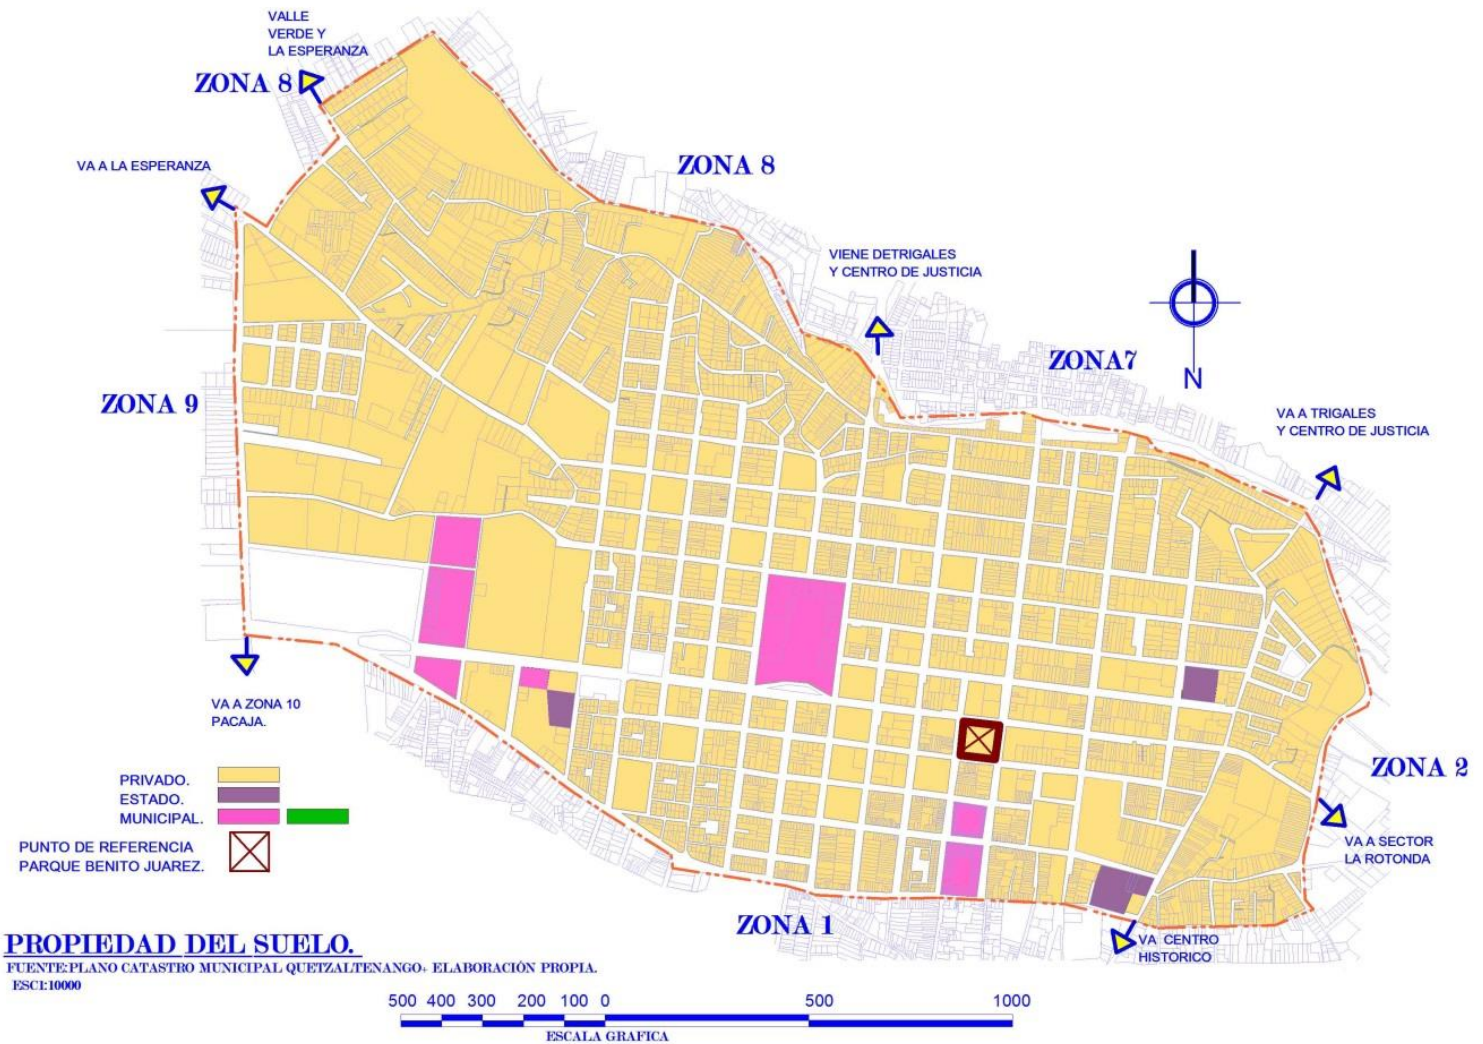 VALLE
VERDE Y
LA ESPERANZA
ZONA 8
VA A LA ESPERANZA
ZONA 8
VIENE DETRIGALES
Y CENTRO DE JUSTICIA
ZONA7
N
ZONA 9
VA A TRIGALES
Y CENTRO DE JUSTICIA
VA A ZONA 10
PACAJA.
ZONA 2
PRIVADO.
ESTADO.
MUNICIPAL.
PUNTO DE REFERENCIA
PARQUE BENITO JUAREZ.
VA A SECTOR
LA ROTONDA
ZONA 1
VA CENTRO
HISTORICO
PROPIEDAD DEL SUELO.
FUENTE:PLANO CATASTRO MUNICIPAL QUETZALTENANGO+ ELABORACIÓN PROPIA.
ESC1:10000
500 400 300 200 100 0 500 1000
ESCALA GRAFICA